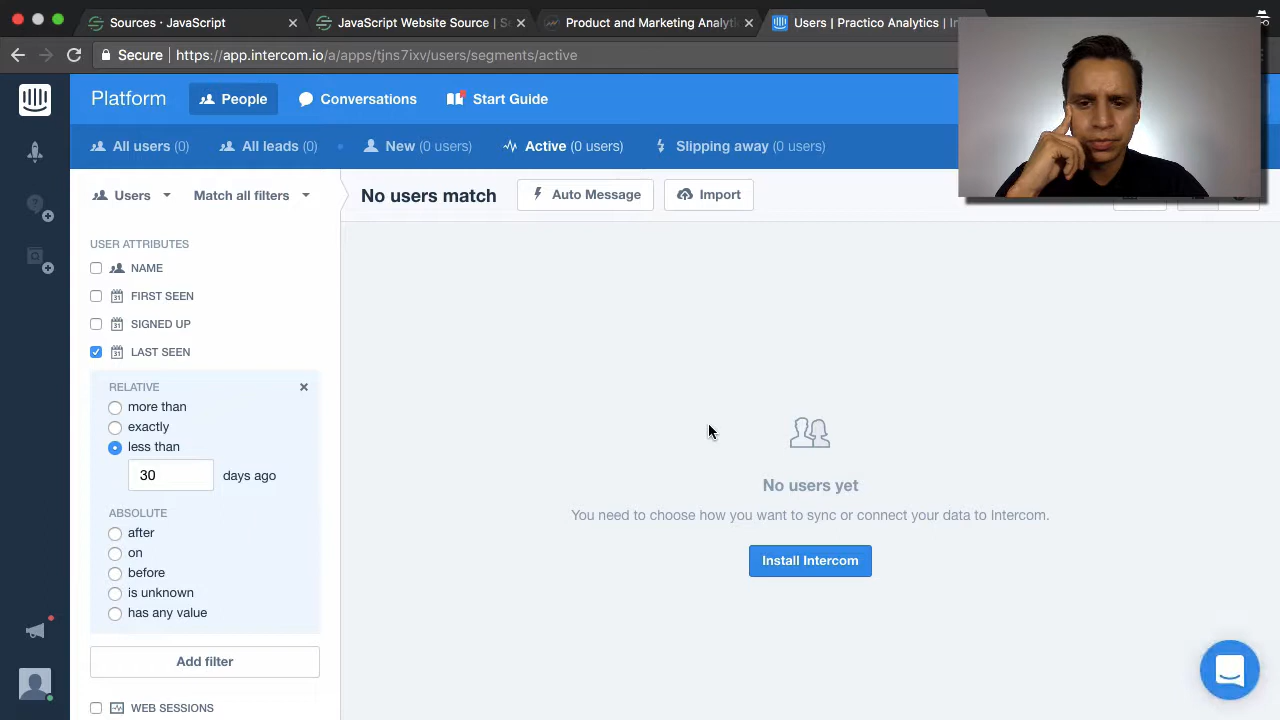 Sources · JavaScript
JavaScript Website Source | S
Product and Marketing Analyti
Users | Practico Analytics | In
Secure
https://app.intercom.io/a/apps/tjns7ixv/users/segments/active
Platform
People
Conversations
Start Guide
All users (0)
All leads (0)
New (0 users)
Active (0 users)
Slipping away (0 users)
Users
Match all filters
No users match
Auto Message
Import
USER ATTRIBUTES
NAME
31 FIRST SEEN
31 SIGNED UP
31 LAST SEEN
RELATIVE
more than
exactly
less than
30 days ago
ABSOLUTE
after
on
before
is unknown
has any value
Add filter
WEB SESSIONS
No users yet
You need to choose how you want to sync or connect your data to Intercom.
Install Intercom